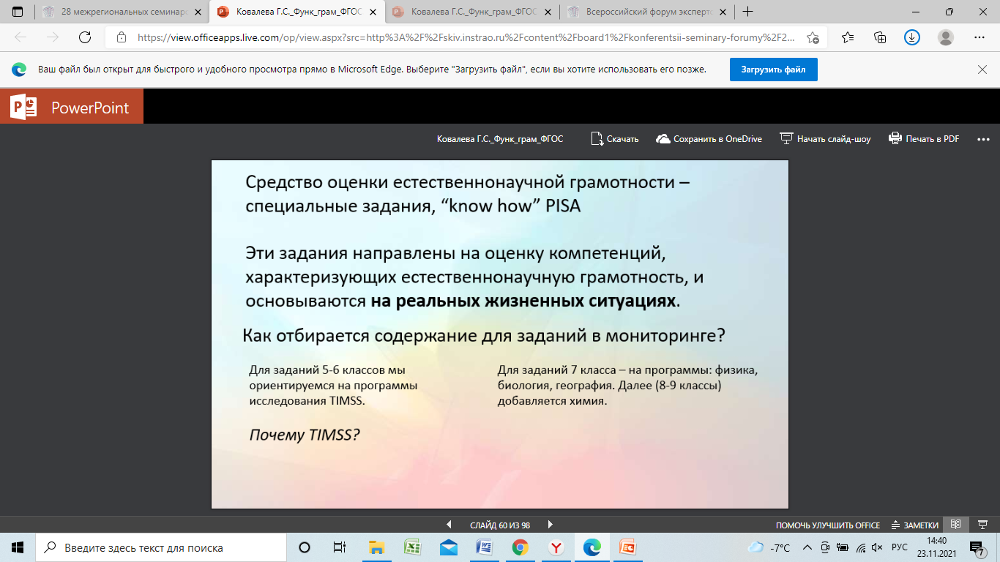 28 межрегиональных семинар
Ковалева Г.С._Функ_грам_ФГОС
Ковалева Г.С._Функ_грам_ФГОС
Всероссийский форум эксперто
https://view.officeapps.live.com/op/view.aspx?src=http%3A%2F%2Fskiv.instrao.ru%2Fcontent%2Fboard1%2Fkonferentsii-seminary-forumy%2F2...
Ваш файл был открыт для быстрого и удобного просмотра прямо в Microsoft Edge. Выберите "Загрузить файл", если вы хотите использовать его позже.
Загрузить файл
PowerPoint
Ковалева Г.С._Функ_грам_ФГОС
Скачать
Сохранить в OneDrive
Начать слайд-шоу
Печать в PDF
Средство оценки естественнонаучной грамотности –
специальные задания, “know how” PISA
Эти задания направлены на оценку компетенций,
характеризующих естественнонаучную грамотность, и
основываются на реальных жизненных ситуациях.
Как отбирается содержание для заданий в мониторинге?
Для заданий 5-6 классов мы
ориентируемся на программы
исследования TIMSS.
Для заданий 7 класса – на программы: физика,
биология, география. Далее (8-9 классы)
добавляется химия.
Почему TIMSS?
СЛАЙД 60 ИЗ 98
ПОМОЧЬ УЛУЧШИТЬ OFFICE
ЗАМЕТКИ
Введите здесь текст для поиска
-7°C
РУС
14:40
23.11.2021
7